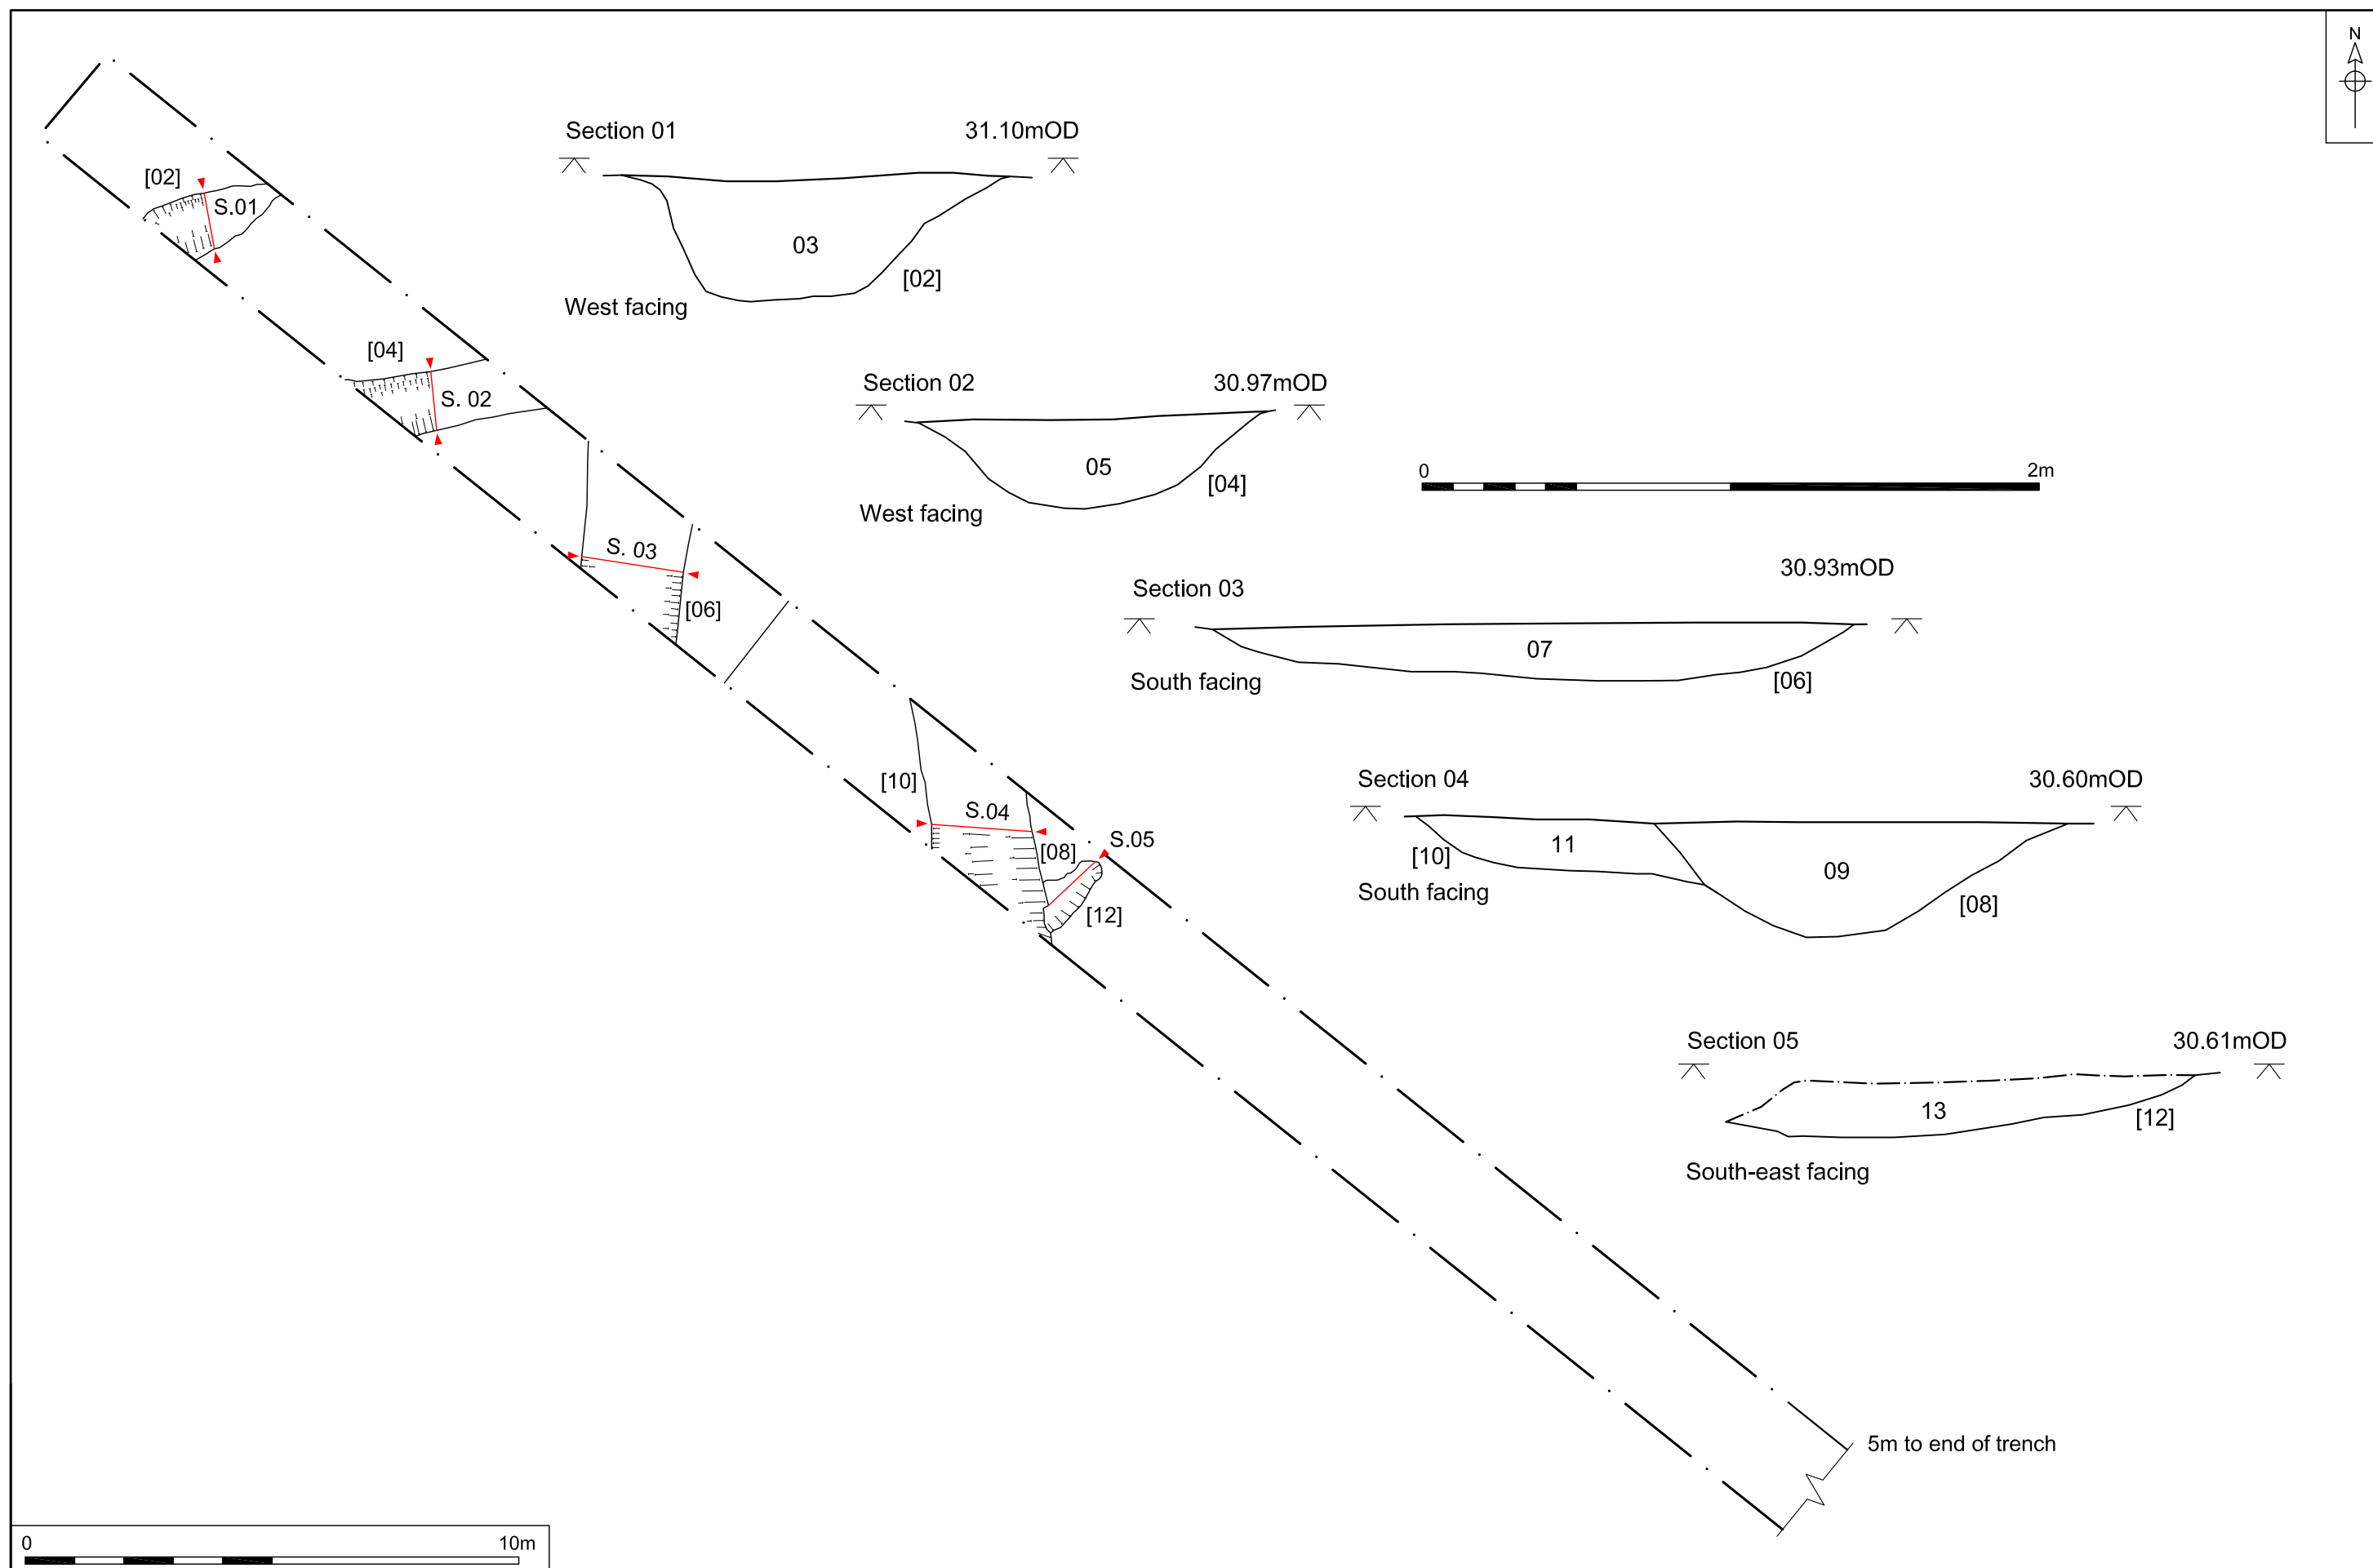 N
Section 01 31.10mOD
[02]
S.01
03
[02]
West facing
[04]
S. 02
Section 02 30.97mOD
05
[04]
West facing
0 2m
S. 03
[06]
Section 03 30.93mOD
07
[06]
South facing
[10]
S.04
[08]
S.05
[12]
Section 04 30.60mOD
11
09
[10]
[08]
South facing
Section 05 30.61mOD
13
[12]
South-east facing
5m to end of trench
0 10m